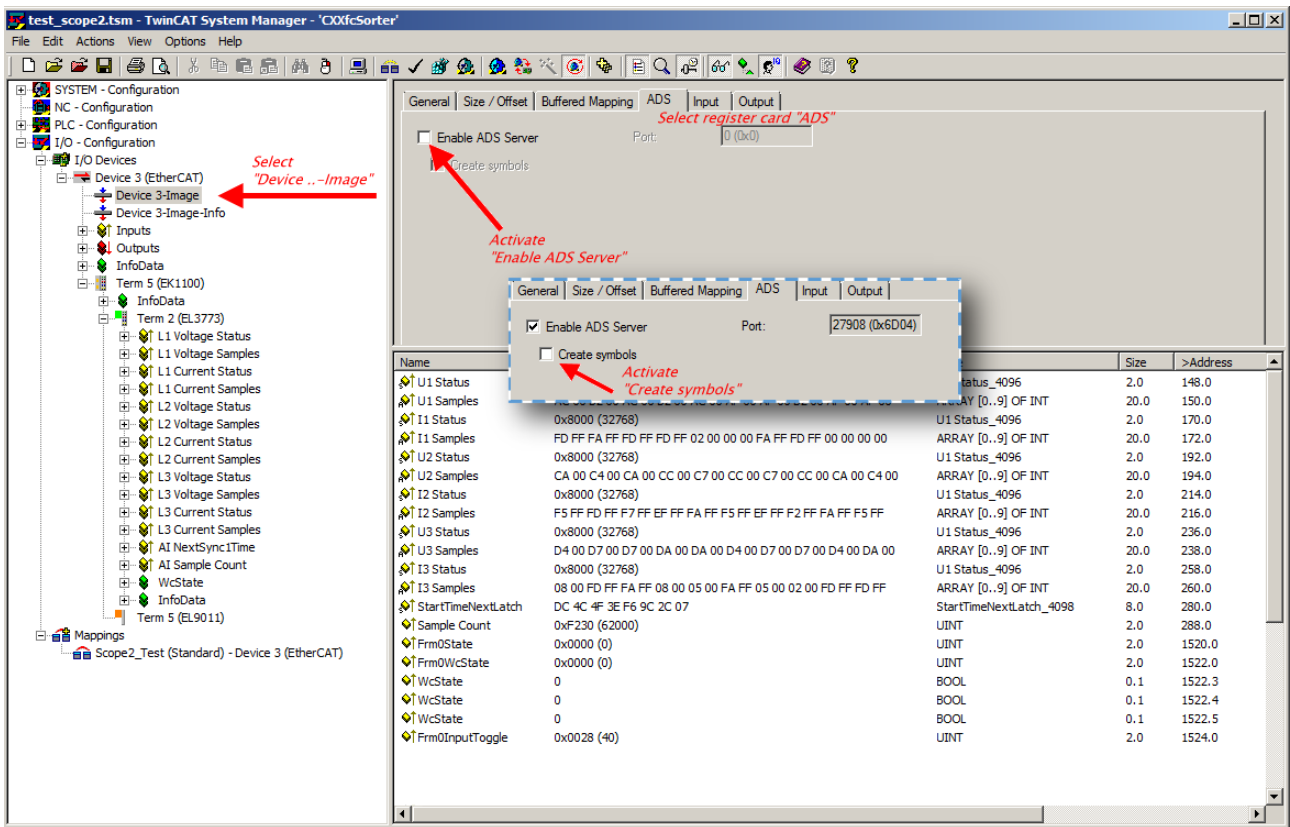 test_scope2.tsm - TwinCAT System Manager - 'CXXfcSorter'
File Edit Actions View Options Help
SYSTEM - Configuration
NC - Configuration
PLC - Configuration
I/O - Configuration
I/O Devices
Device 3 (EtherCAT)
Device 3-Image
Device 3-Image-Info
Inputs
Outputs
InfoData
Term 5 (EK1100)
InfoData
Term 2 (EL3773)
L1 Voltage Status
L1 Voltage Samples
L1 Current Status
L1 Current Samples
L2 Voltage Status
L2 Voltage Samples
L2 Current Status
L2 Current Samples
L3 Voltage Status
L3 Voltage Samples
L3 Current Status
L3 Current Samples
AI NextSync1Time
AI Sample Count
WcState
InfoData
Term 5 (EL9011)
Mappings
Scope2_Test (Standard) - Device 3 (EtherCAT)
Select
"Device ..-Image"
General Size / Offset Buffered Mapping ADS Input Output
Select register card "ADS"
Enable ADS Server Port: 0 (0x0)
Create symbols
Activate
"Enable ADS Server"
General Size / Offset Buffered Mapping ADS Input Output
Enable ADS Server Port: 27908 (0x6D04)
Create symbols
Activate
"Create symbols"
Name Size >Address
U1 Status tatus_4096 2.0 148.0
U1 Samples [0..9] OF INT 20.0 150.0
I1 Status 0x8000 (32768) U1 Status_4096 2.0 170.0
I1 Samples FD FF FA FF FD FF FD FF 02 00 00 00 FA FF FD FF 00 00 00 00 ARRAY [0..9] OF INT 20.0 172.0
U2 Status 0x8000 (32768) U1 Status_4096 2.0 192.0
U2 Samples CA 00 C4 00 CA 00 CC 00 C7 00 CC 00 C7 00 CC 00 CA 00 C4 00 ARRAY [0..9] OF INT 20.0 194.0
I2 Status 0x8000 (32768) U1 Status_4096 2.0 214.0
I2 Samples F5 FF FD FF F7 FF EF FF FA FF F5 FF EF FF F2 FF FA FF F5 FF ARRAY [0..9] OF INT 20.0 216.0
U3 Status 0x8000 (32768) U1 Status_4096 2.0 236.0
U3 Samples D4 00 D7 00 D7 00 DA 00 DA 00 D4 00 D7 00 D7 00 D4 00 DA 00 ARRAY [0..9] OF INT 20.0 238.0
I3 Status 0x8000 (32768) U1 Status_4096 2.0 258.0
I3 Samples 08 00 FD FF FA FF 08 00 05 00 FA FF 05 00 02 00 FD FF FD FF ARRAY [0..9] OF INT 20.0 260.0
StartTimeNextLatch DC 4C 4F 3E F6 9C 2C 07 StartTimeNextLatch_4098 8.0 280.0
Sample Count 0xF230 (62000) UINT 2.0 288.0
Frm0State 0x0000 (0) UINT 2.0 1520.0
Frm0WcState 0x0000 (0) UINT 2.0 1522.0
WcState 0 BOOL 0.1 1522.3
WcState 0 BOOL 0.1 1522.4
WcState 0 BOOL 0.1 1522.5
Frm0InputToggle 0x0028 (40) UINT 2.0 1524.0